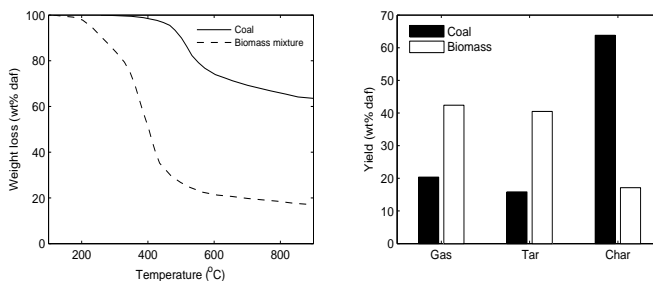 100
80
60
40
20
0
200
400
600
800
Weight loss (wt% daf)
Temperature (°C)
Coal
Biomass mixture
70
60
50
40
30
20
10
0
Yield (wt% daf)
Coal
Biomass
Gas
Tar
Char